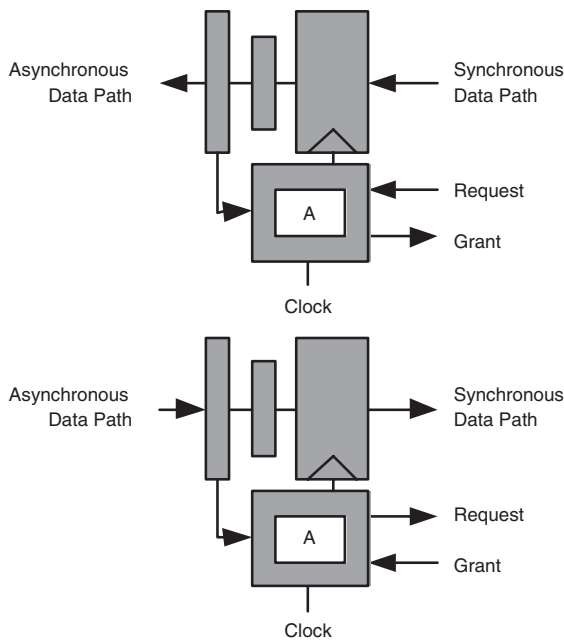 Asynchronous
Data Path
Synchronous
Data Path
A
Request
Grant
Clock
Asynchronous
Data Path
Synchronous
Data Path
A
Request
Grant
Clock